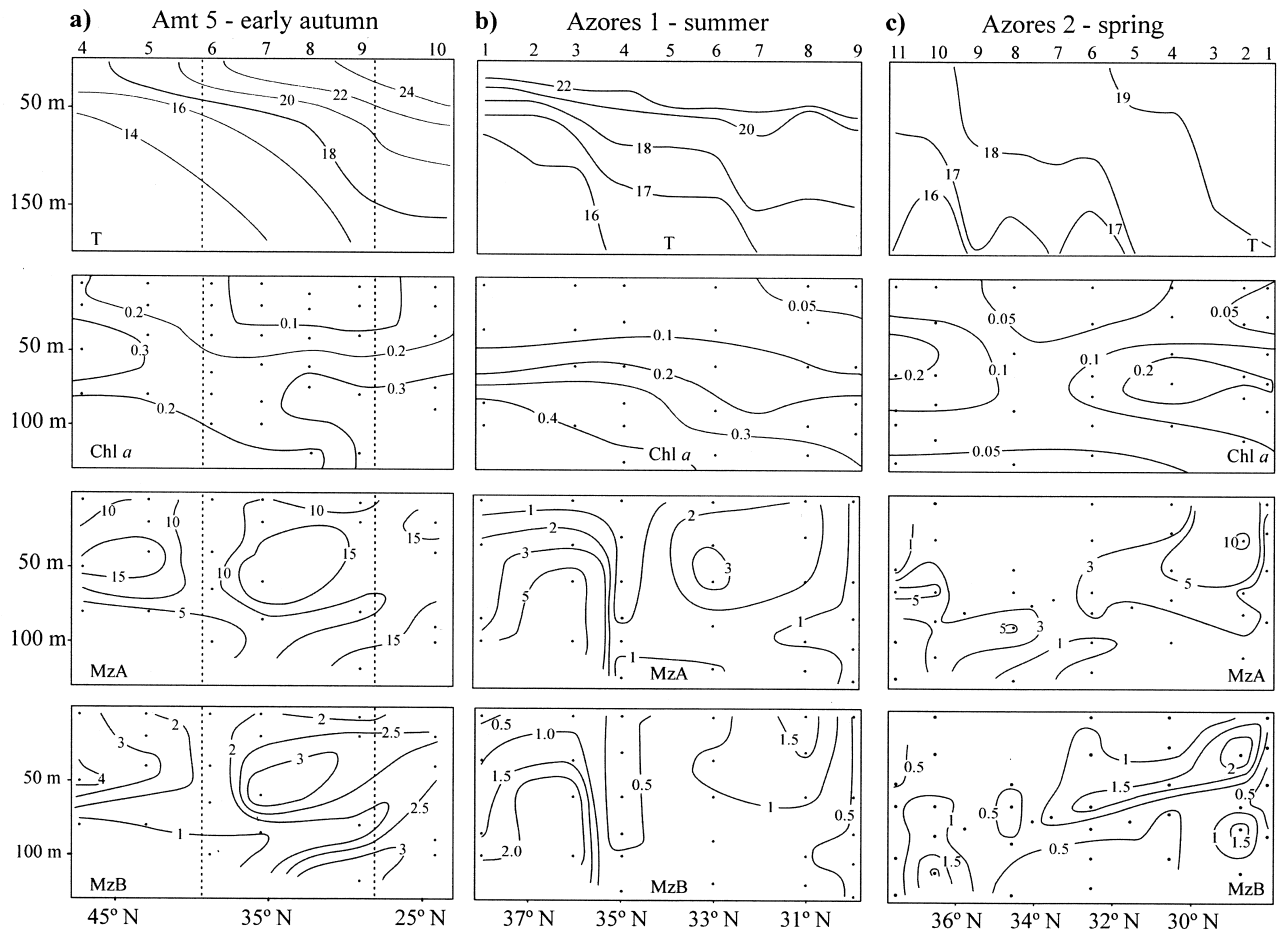 a) Amt 5 - early autumn
4 5 6 7 8 9 10
50 m
150 m
14 16 18 20 22 24
T
50 m
100 m
0.2 0.3 0.2 0.1 0.2 0.3
Chl a
50 m
100 m
10 10 15 5 10 10 15 15 15
MzA
50 m
100 m
3 2 4 1 2 2 3 2.5 2.5 3
MzB
45° N 35° N 25° N
b) Azores 1 - summer
1 2 3 4 5 6 7 8 9
22 20 18 17 16
T
0.05 0.1 0.2 0.3 0.4
Chl a
1 2 3 5 2 3 1 1
MzA
0.5 1.0 1.5 2.0 0.5 1.5 1 0.5
MzB
37° N 35° N 33° N 31° N
c) Azores 2 - spring
11 10 9 8 7 6 5 4 3 2 1
19 18 17 16 17
T
0.05 0.05 0.1 0.1 0.2 0.2 0.05
Chl a
10 3 5 5 5 3 1
MzA
0.5 1 1.5 2 0.5 1 0.5 1.5 0.5 1 1.5
MzB
36° N 34° N 32° N 30° N